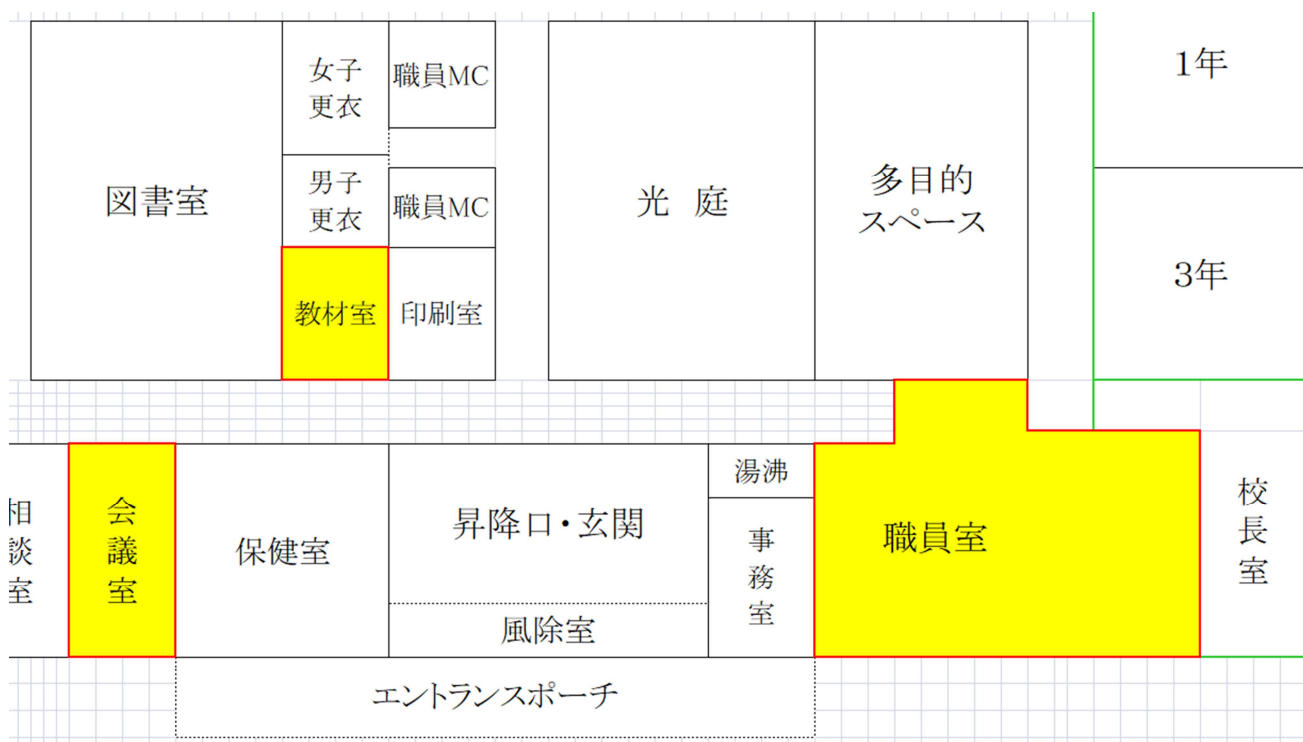 女子
更衣
職員MC
1年
図書室
男子
更衣
職員MC
光 庭
多目的
スペース
3年
教材室
印刷室
相談室
会議室
保健室
昇降口・玄関
風除室
湯沸
事務室
職員室
校長室
エントランスポーチ